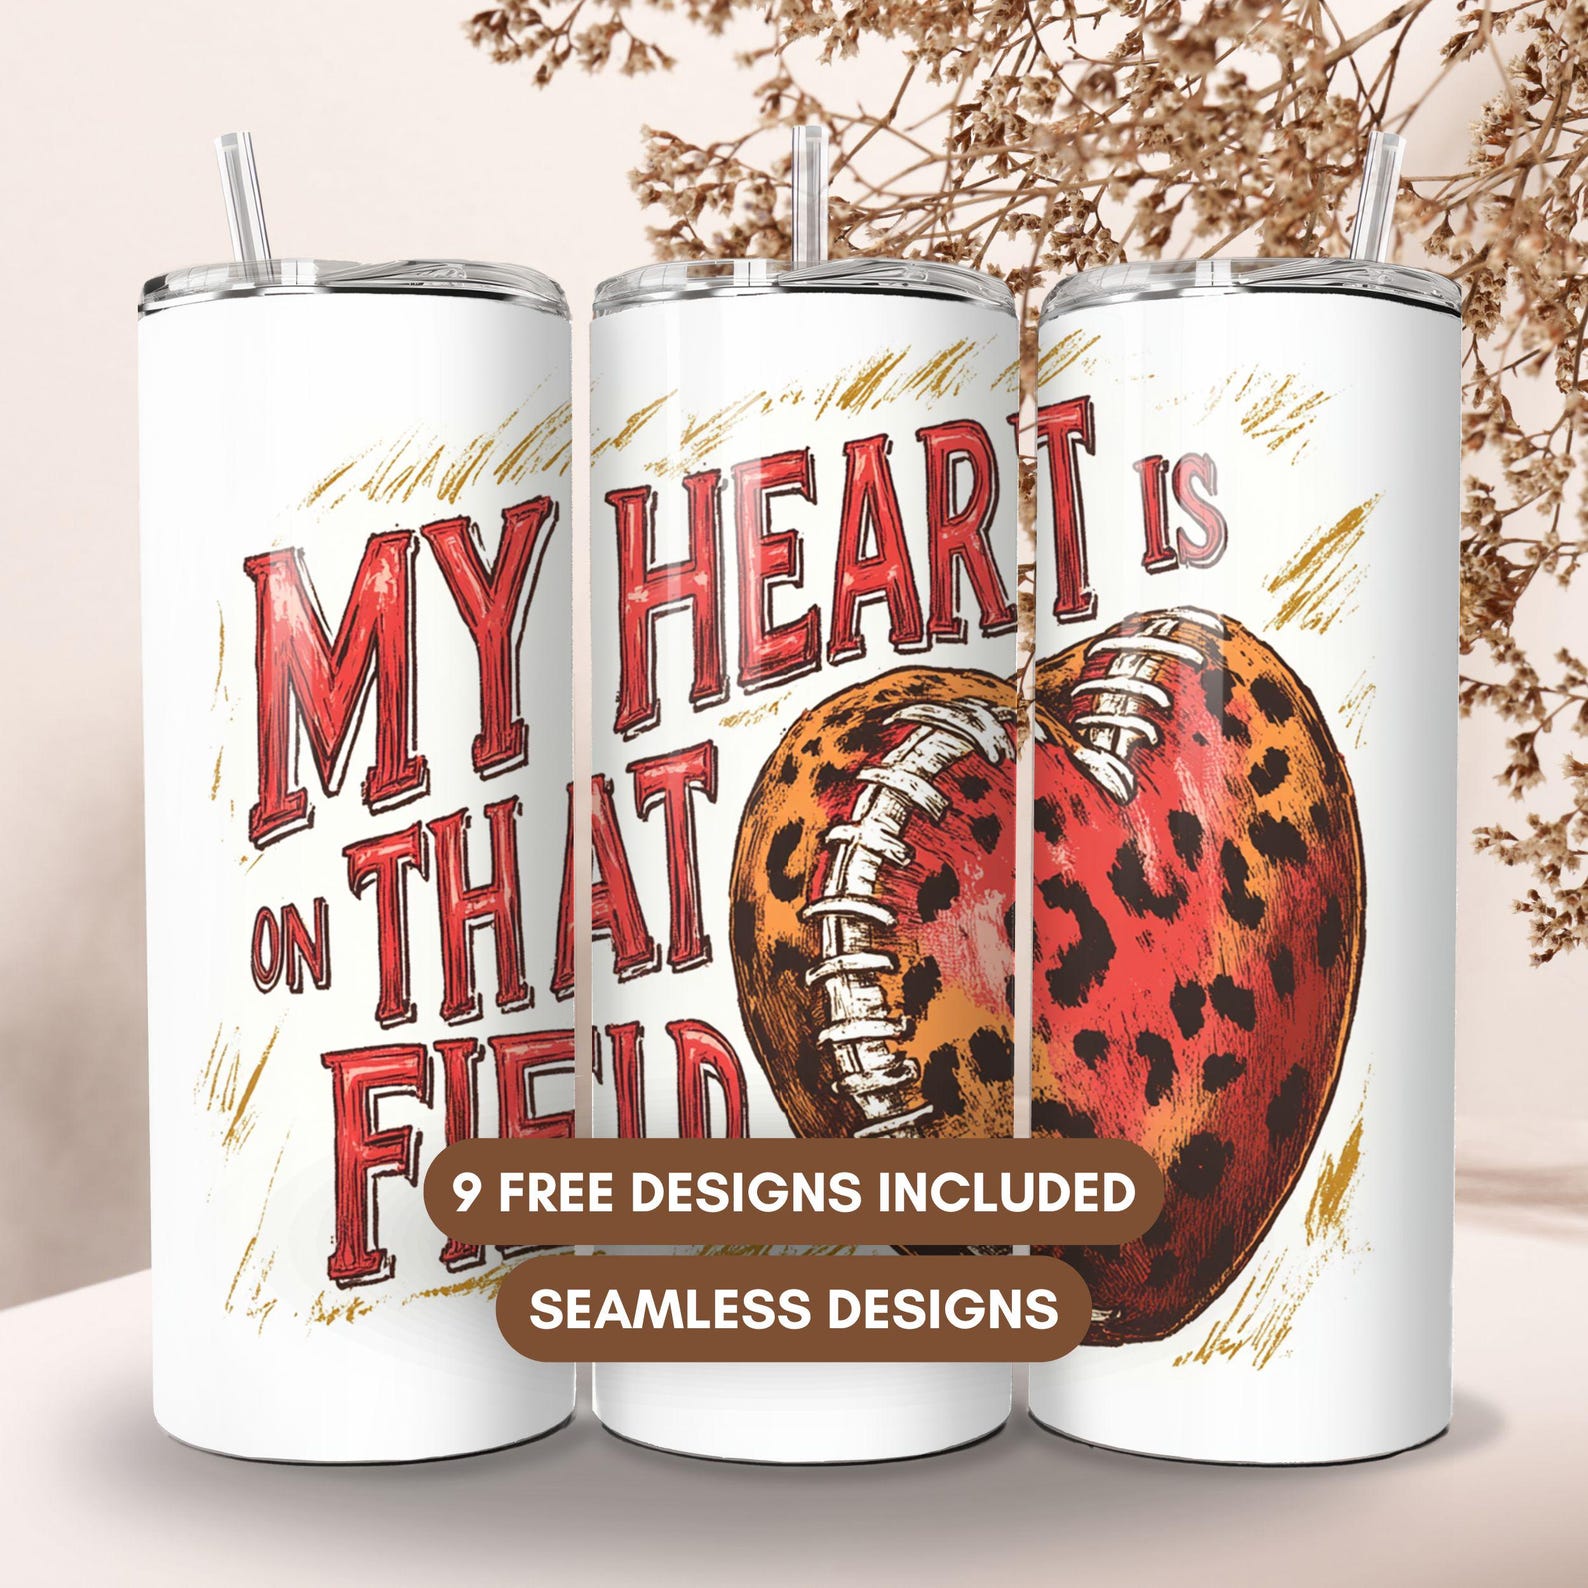 MY HEART IS
ON THAT
FIELD
9 FREE DESIGNS INCLUDED
SEAMLESS DESIGNS